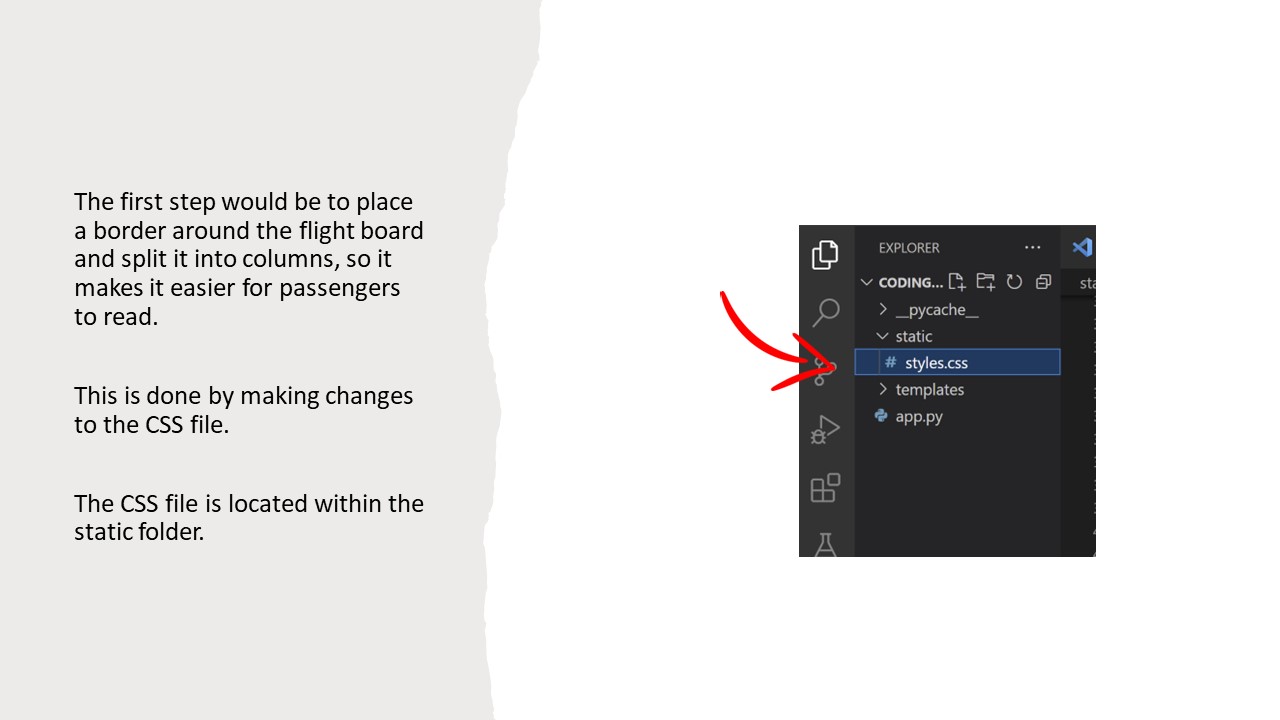 The first step would be to place
a border around the flight board
and split it into columns, so it
makes it easier for passengers
to read.
This is done by making changes
to the CSS file.
The CSS file is located within the
static folder.
EXPLORER
CODING...
__pycache__
static
# styles.css
templates
app.py
sta